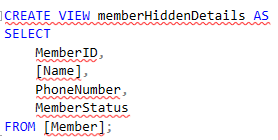 CREATE VIEW memberHiddenDetails AS
SELECT
MemberID,
[Name],
PhoneNumber,
MemberStatus
FROM [Member];